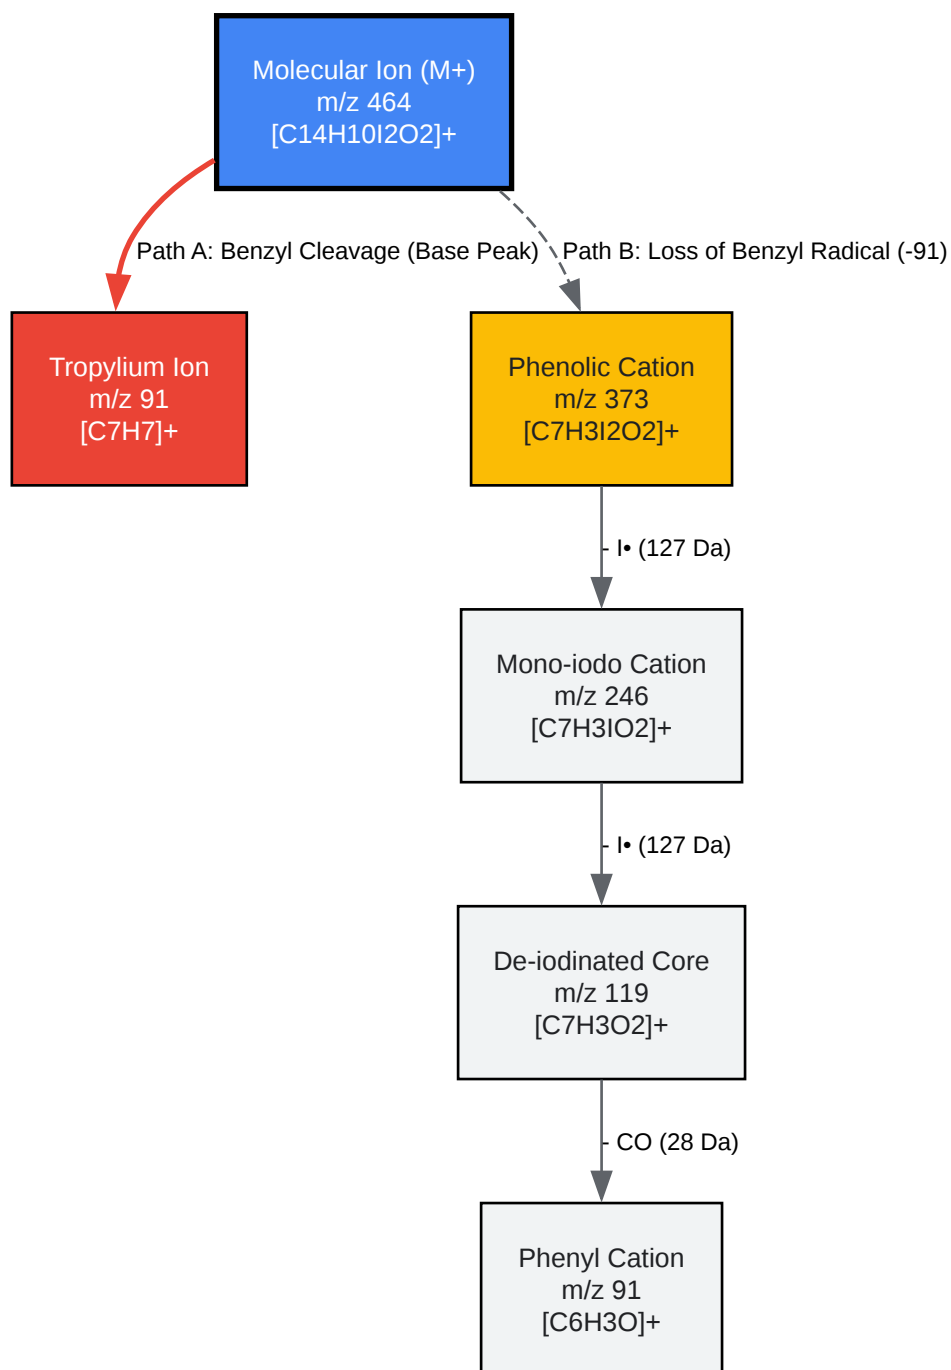 Molecular Ion (M+)
m/z 464
[C14H10I2O2]+
Path A: Benzyl Cleavage (Base Peak)
Path B: Loss of Benzyl Radical (-91)
Tropylium Ion
m/z 91
[C7H7]+
Phenolic Cation
m/z 373
[C7H3I2O2]+
- I• (127 Da)
Mono-iodo Cation
m/z 246
[C7H3IO2]+
- I• (127 Da)
De-iodinated Core
m/z 119
[C7H3O2]+
- CO (28 Da)
Phenyl Cation
m/z 91
[C6H3O]+